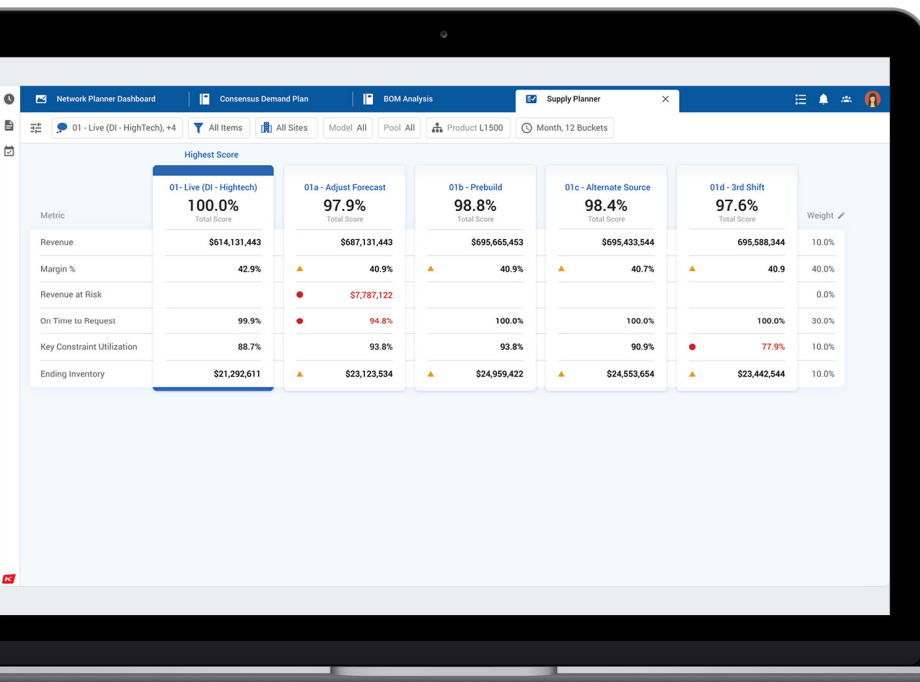 Network Planner Dashboard
Consensus Demand Plan
BOM Analysis
Supply Planner
01 - Live (DI - HighTech), +4
All Items
All Sites
Model All
Pool All
Product L1500
Month, 12 Buckets
Highest Score
Metric
01- Live (DI - Hightech)
100.0%
Total Score
01a - Adjust Forecast
97.9%
Total Score
01b - Prebuild
98.8%
Total Score
01c - Alternate Source
98.4%
Total Score
01d - 3rd Shift
97.6%
Total Score
Weight
Revenue $614,131,443 $687,131,443 $695,665,453 $695,433,544 695,588,344 10.0%
Margin % 42.9% 40.9% 40.9% 40.7% 40.9 40.0%
Revenue at Risk $7,787,122 0.0%
On Time to Request 99.9% 94.8% 100.0% 100.0% 100.0% 30.0%
Key Constraint Utilization 88.7% 93.8% 93.8% 90.9% 77.9% 10.0%
Ending Inventory $21,292,611 $23,123,534 $24,959,422 $24,553,654 $23,442,544 10.0%
K